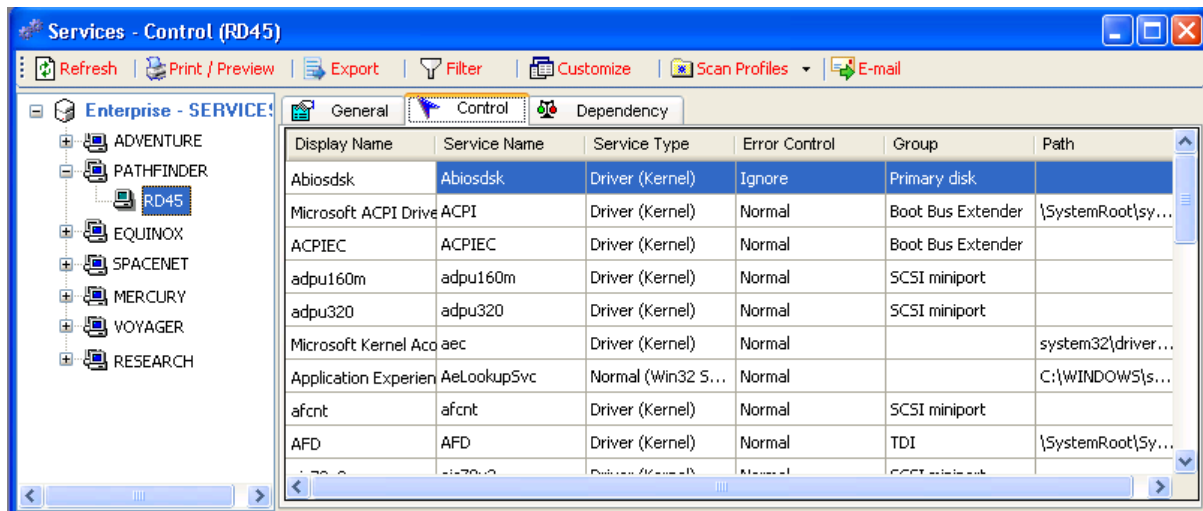 Services - Control (RD45)
Refresh Print / Preview Export Filter Customize Scan Profiles E-mail
Enterprise - SERVICES
ADVENTURE
PATHFINDER
RD45
EQUINOX
SPACENET
MERCURY
VOYAGER
RESEARCH
General Control Dependency
Display Name Service Name Service Type Error Control Group Path
Abiosdsk Abiosdsk Driver (Kernel) Ignore Primary disk
Microsoft ACPI Drive ACPI Driver (Kernel) Normal Boot Bus Extender \SystemRoot\sy...
ACPIEC ACPIEC Driver (Kernel) Normal Boot Bus Extender
adpu160m adpu160m Driver (Kernel) Normal SCSI miniport
adpu320 adpu320 Driver (Kernel) Normal SCSI miniport
Microsoft Kernel Aco aec Driver (Kernel) Normal system32\driver...
Application Experien AeLookupSvc Normal (Win32 S... Normal C:\WINDOWS\s...
afcnt afcnt Driver (Kernel) Normal SCSI miniport
AFD AFD Driver (Kernel) Normal TDI \SystemRoot\Sy...
Driver (Kernel) Normal SCSI miniport